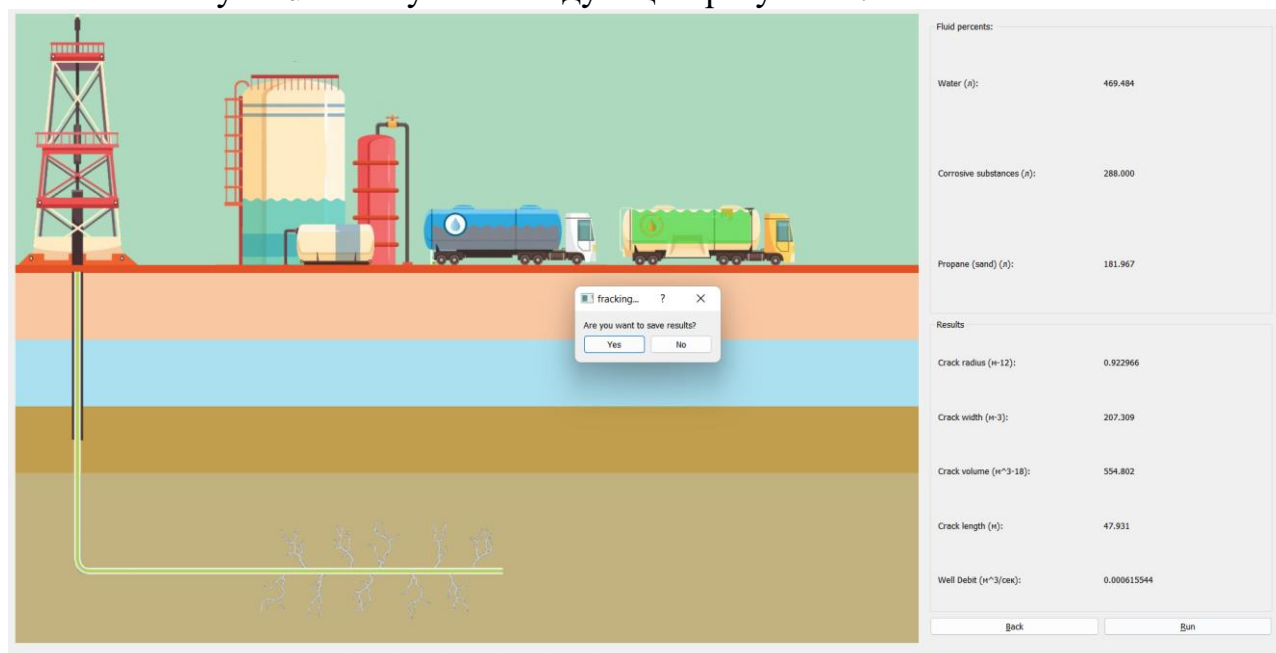 Fluid percents:
Water (л): 469.484
Corrosive substances (л): 288.000
Propane (sand) (л): 181.967
fracking... ? X
Are you want to save results?
Yes No
Results
Crack radius (м-12): 0.922966
Crack width (м-3): 207.309
Crack volume (м^3-18): 554.802
Crack length (м): 47.931
Well Debit (м^3/сек): 0.000615544
Back Run